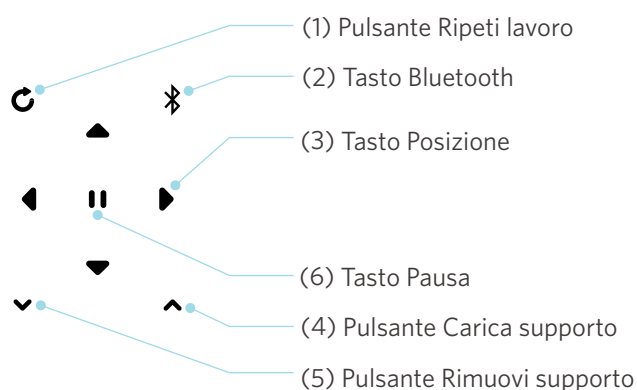 (1) Pulsante Ripeti lavoro
(2) Tasto Bluetooth
(3) Tasto Posizione
(6) Tasto Pausa
(4) Pulsante Carica supporto
(5) Pulsante Rimuovi supporto